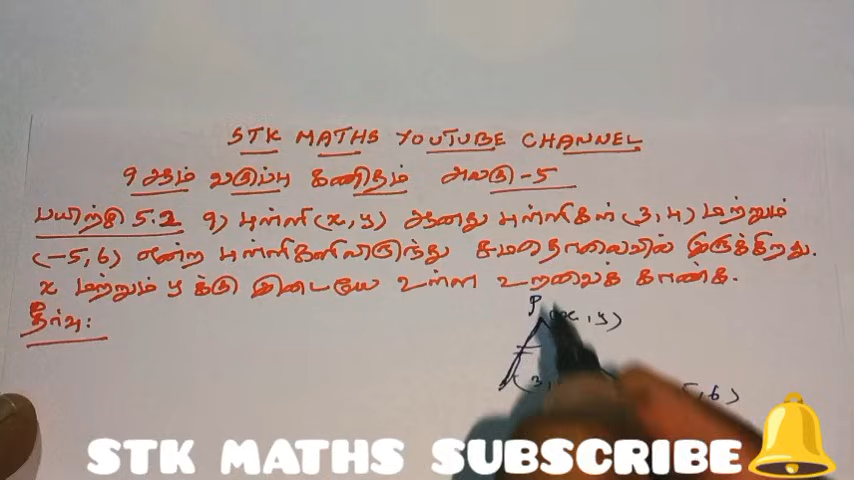 STK MATHS YOUTUBE CHANNEL
9 ஆம் வகுப்பு கணிதம் அலகு-5
பயிற்சி 5.2 9) புள்ளி (x,y) ஆனது புள்ளிகள் (3,4) மற்றும்
(-5,6) என்ற புள்ளிகளிலிருந்து சமதொலைவில் இருக்கிறது.
x மற்றும் y க்கு இடையே உள்ள உறவைக் காண்க.
தீர்வு:
P (x,y)
(3,
5,6)
STK MATHS SUBSCRIBE